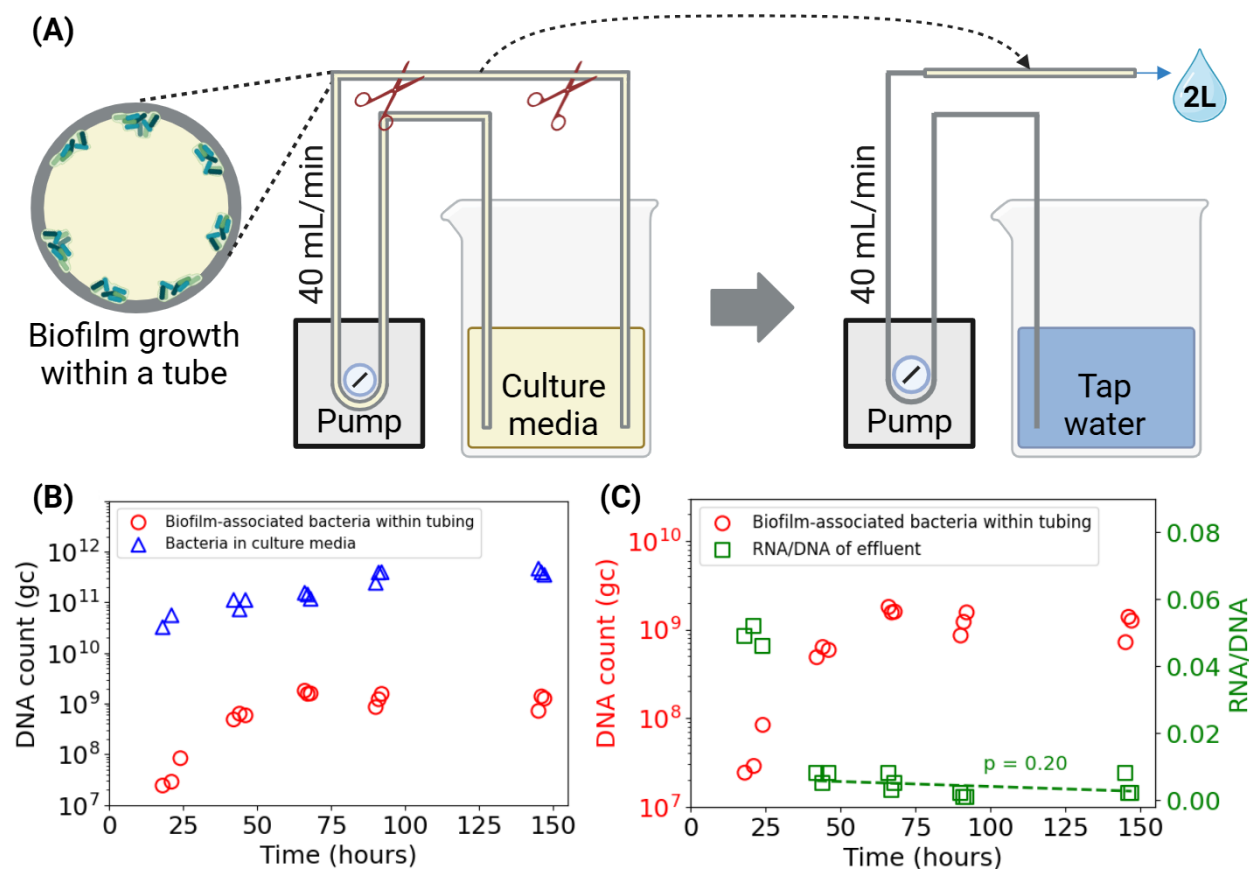 (A)
2L
40 mL/min
40 mL/min
Biofilm growth
within a tube
Pump
Culture
media
Pump
Tap
water
(B)
Biofilm-associated bacteria within tubing
Bacteria in culture media
DNA count (gc)
10¹²
10¹¹
10¹⁰
10⁹
10⁸
10⁷
0
25
50
75
100
125
150
Time (hours)
(C)
Biofilm-associated bacteria within tubing
RNA/DNA of effluent
DNA count (gc)
10¹⁰
10⁹
10⁸
10⁷
p = 0.20
0.08
0.06
0.04
0.02
0.00
RNA/DNA
0
25
50
75
100
125
150
Time (hours)